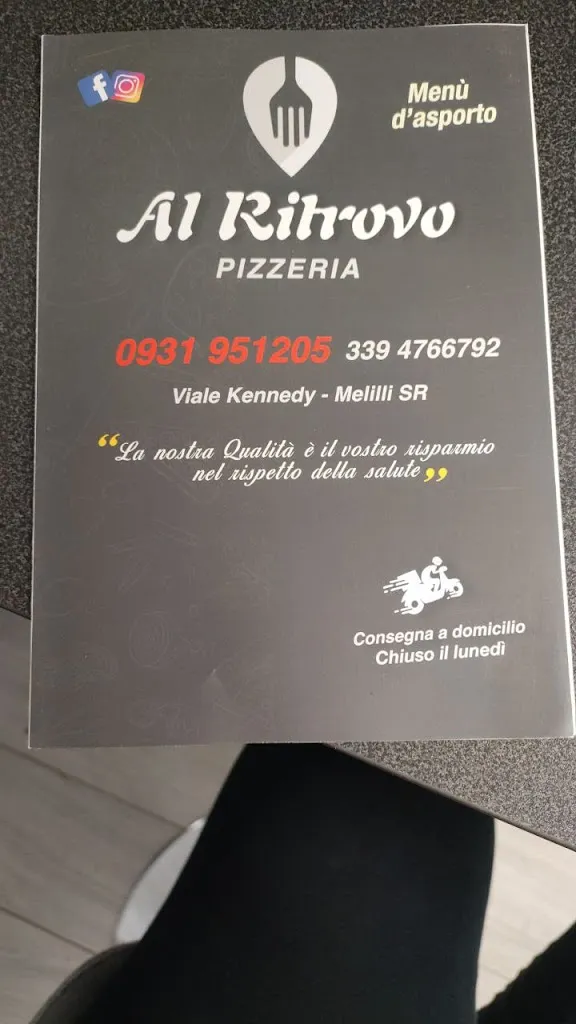 Menù
d'asporto
Al Ritrovo
PIZZERIA
0931 951205 339 4766792
Viale Kennedy - Melilli SR
“La nostra Qualità è il vostro risparmio
nel rispetto della salute”
Consegna a domicilio
Chiuso il lunedì